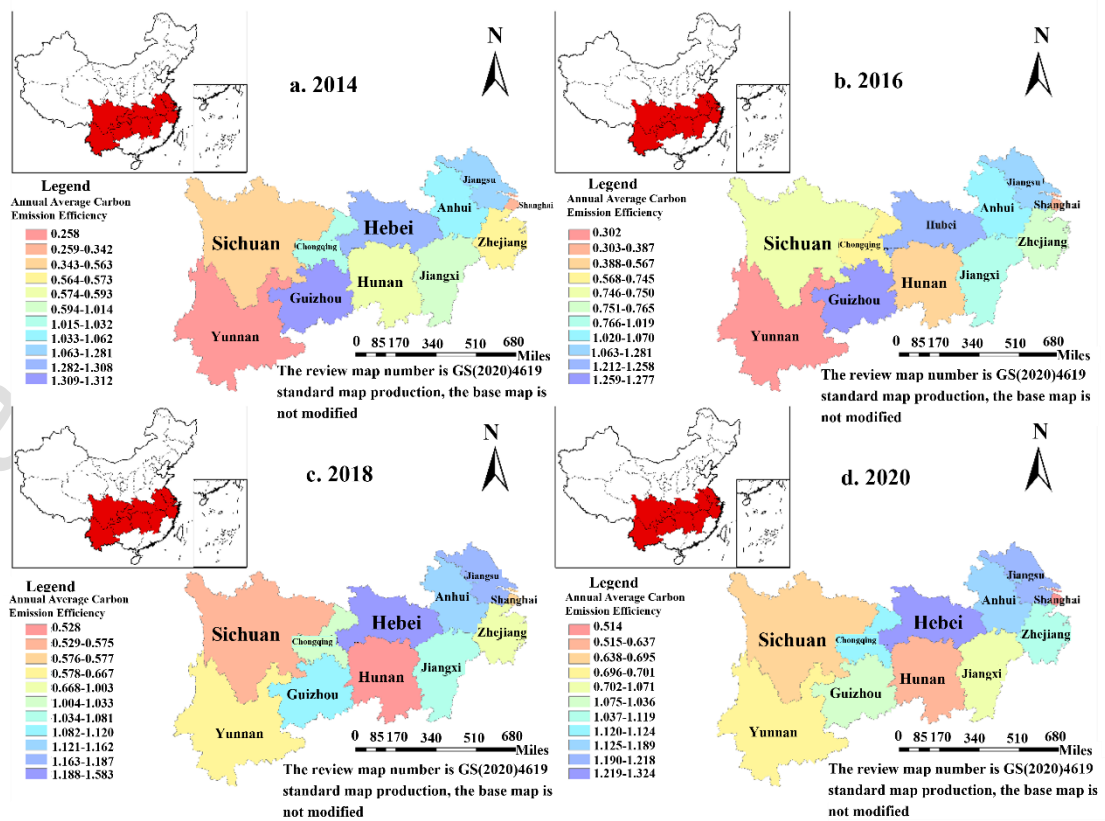 N
a. 2014
Legend
Annual Average Carbon
Emission Efficiency
0.258
0.259-0.342
0.343-0.563
0.564-0.573
0.574-0.593
0.594-1.014
1.015-1.032
1.033-1.062
1.063-1.281
1.282-1.308
1.309-1.312
Jiangsu
Shanghai
Anhui
Hebei
Zhejiang
Sichuan
Chongqing
Hunan
Jiangxi
Guizhou
Yunnan
0 85 170 340 510 680
Miles
The review map number is GS(2020)4619
standard map production, the base map is
not modified
N
b. 2016
Legend
Annual Average Carbon
Emission Efficiency
0.302
0.303-0.387
0.388-0.567
0.568-0.745
0.746-0.750
0.751-0.765
0.766-1.019
1.020-1.070
1.063-1.281
1.212-1.258
1.259-1.277
Jiangsu
Shanghai
Anhui
Hubei
Zhejiang
Sichuan
Chongqing
Hunan
Jiangxi
Guizhou
Yunnan
0 85 170 340 510 680
Miles
The review map number is GS(2020)4619
standard map production, the base map is
not modified
N
c. 2018
Legend
Annual Average Carbon
Emission Efficiency
0.528
0.529-0.575
0.576-0.577
0.578-0.667
0.668-1.003
1.004-1.033
1.034-1.081
1.082-1.120
1.121-1.162
1.163-1.187
1.188-1.583
Jiangsu
Shanghai
Anhui
Hebei
Zhejiang
Sichuan
Chongqing
Hunan
Jiangxi
Guizhou
Yunnan
0 85 170 340 510 680
Miles
The review map number is GS(2020)4619
standard map production, the base map is
not modified
N
d. 2020
Legend
Annual Average Carbon
Emission Efficiency
0.514
0.515-0.637
0.638-0.695
0.696-0.701
0.702-1.071
1.075-1.036
1.037-1.119
1.120-1.124
1.125-1.189
1.190-1.218
1.219-1.324
Jiangsu
Shanghai
Anhui
Hebei
Zhejiang
Sichuan
Chongqing
Hunan
Jiangxi
Guizhou
Yunnan
0 85 170 340 510 680
Miles
The review map number is GS(2020)4619
standard map production, the base map is
not modified